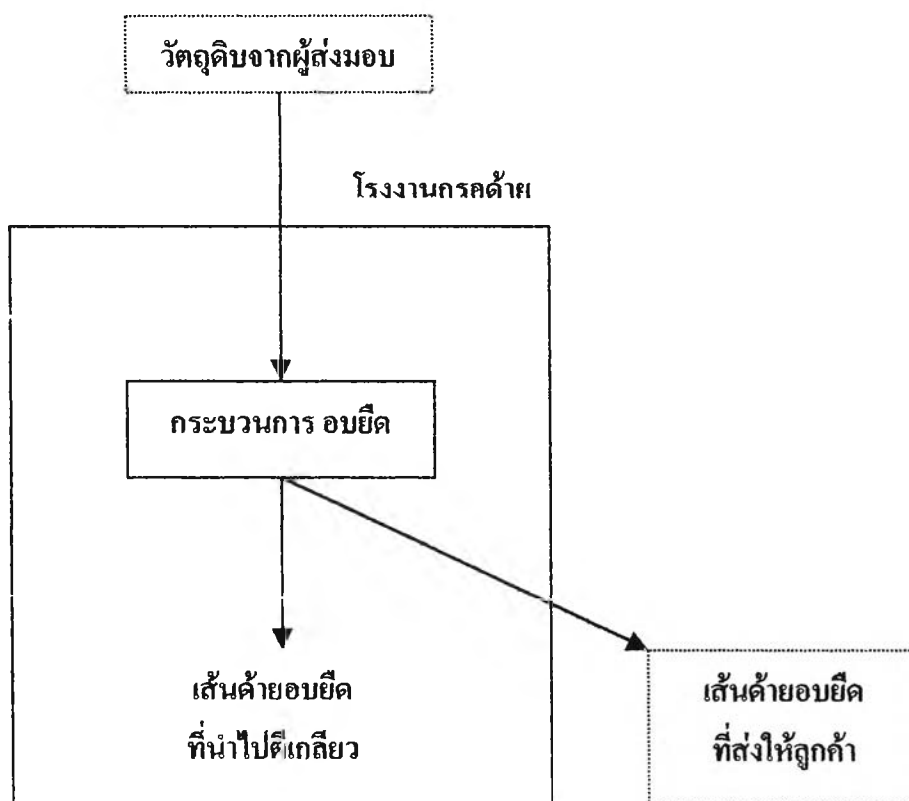 วัตถุดิบจากผู้ส่งมอบ
โรงงานกรอด้าย
กระบวนการ อบยืด
เส้นด้ายอบยืด
ที่นำไปตีเกลียว
เส้นด้ายอบยืด
ที่ส่งให้ลูกค้า